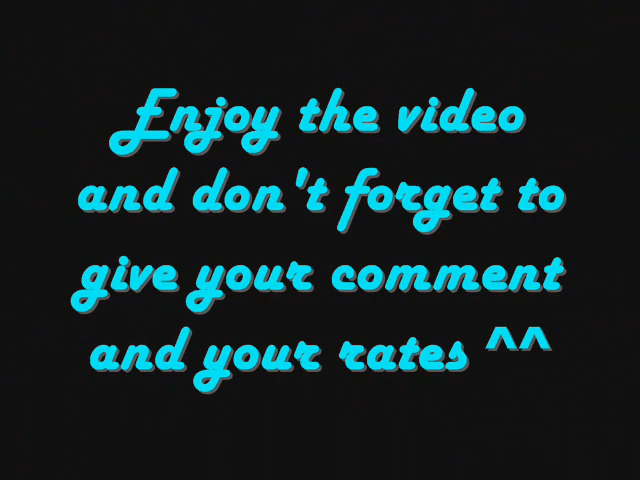 Enjoy the video
and don't forget to
give your comment
and your rates ^^